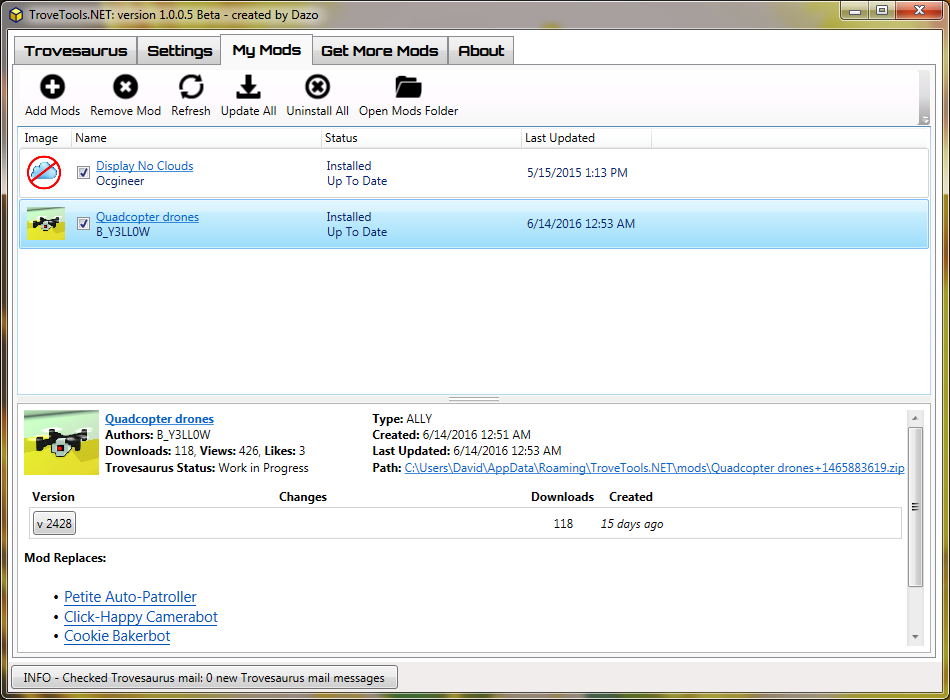 TroveTools.NET: version 1.0.0.5 Beta - created by Dazo
Trovesaurus Settings My Mods Get More Mods About
Add Mods Remove Mod Refresh Update All Uninstall All Open Mods Folder
Image Name Status Last Updated
Display No Clouds
Ocgineer
Installed
Up To Date
5/15/2015 1:13 PM
Quadcopter drones
B_Y3LL0W
Installed
Up To Date
6/14/2016 12:53 AM
Quadcopter drones
Authors: B_Y3LL0W
Downloads: 118, Views: 426, Likes: 3
Trovesaurus Status: Work in Progress
Type: ALLY
Created: 6/14/2016 12:51 AM
Last Updated: 6/14/2016 12:53 AM
Path: C:\Users\David\AppData\Roaming\TroveTools.NET\mods\Quadcopter drones+1465883619.zip
Version Changes Downloads Created
v 2428 118 15 days ago
Mod Replaces:
• Petite Auto-Patroller
• Click-Happy Camerabot
• Cookie Bakerbot
INFO - Checked Trovesaurus mail: 0 new Trovesaurus mail messages